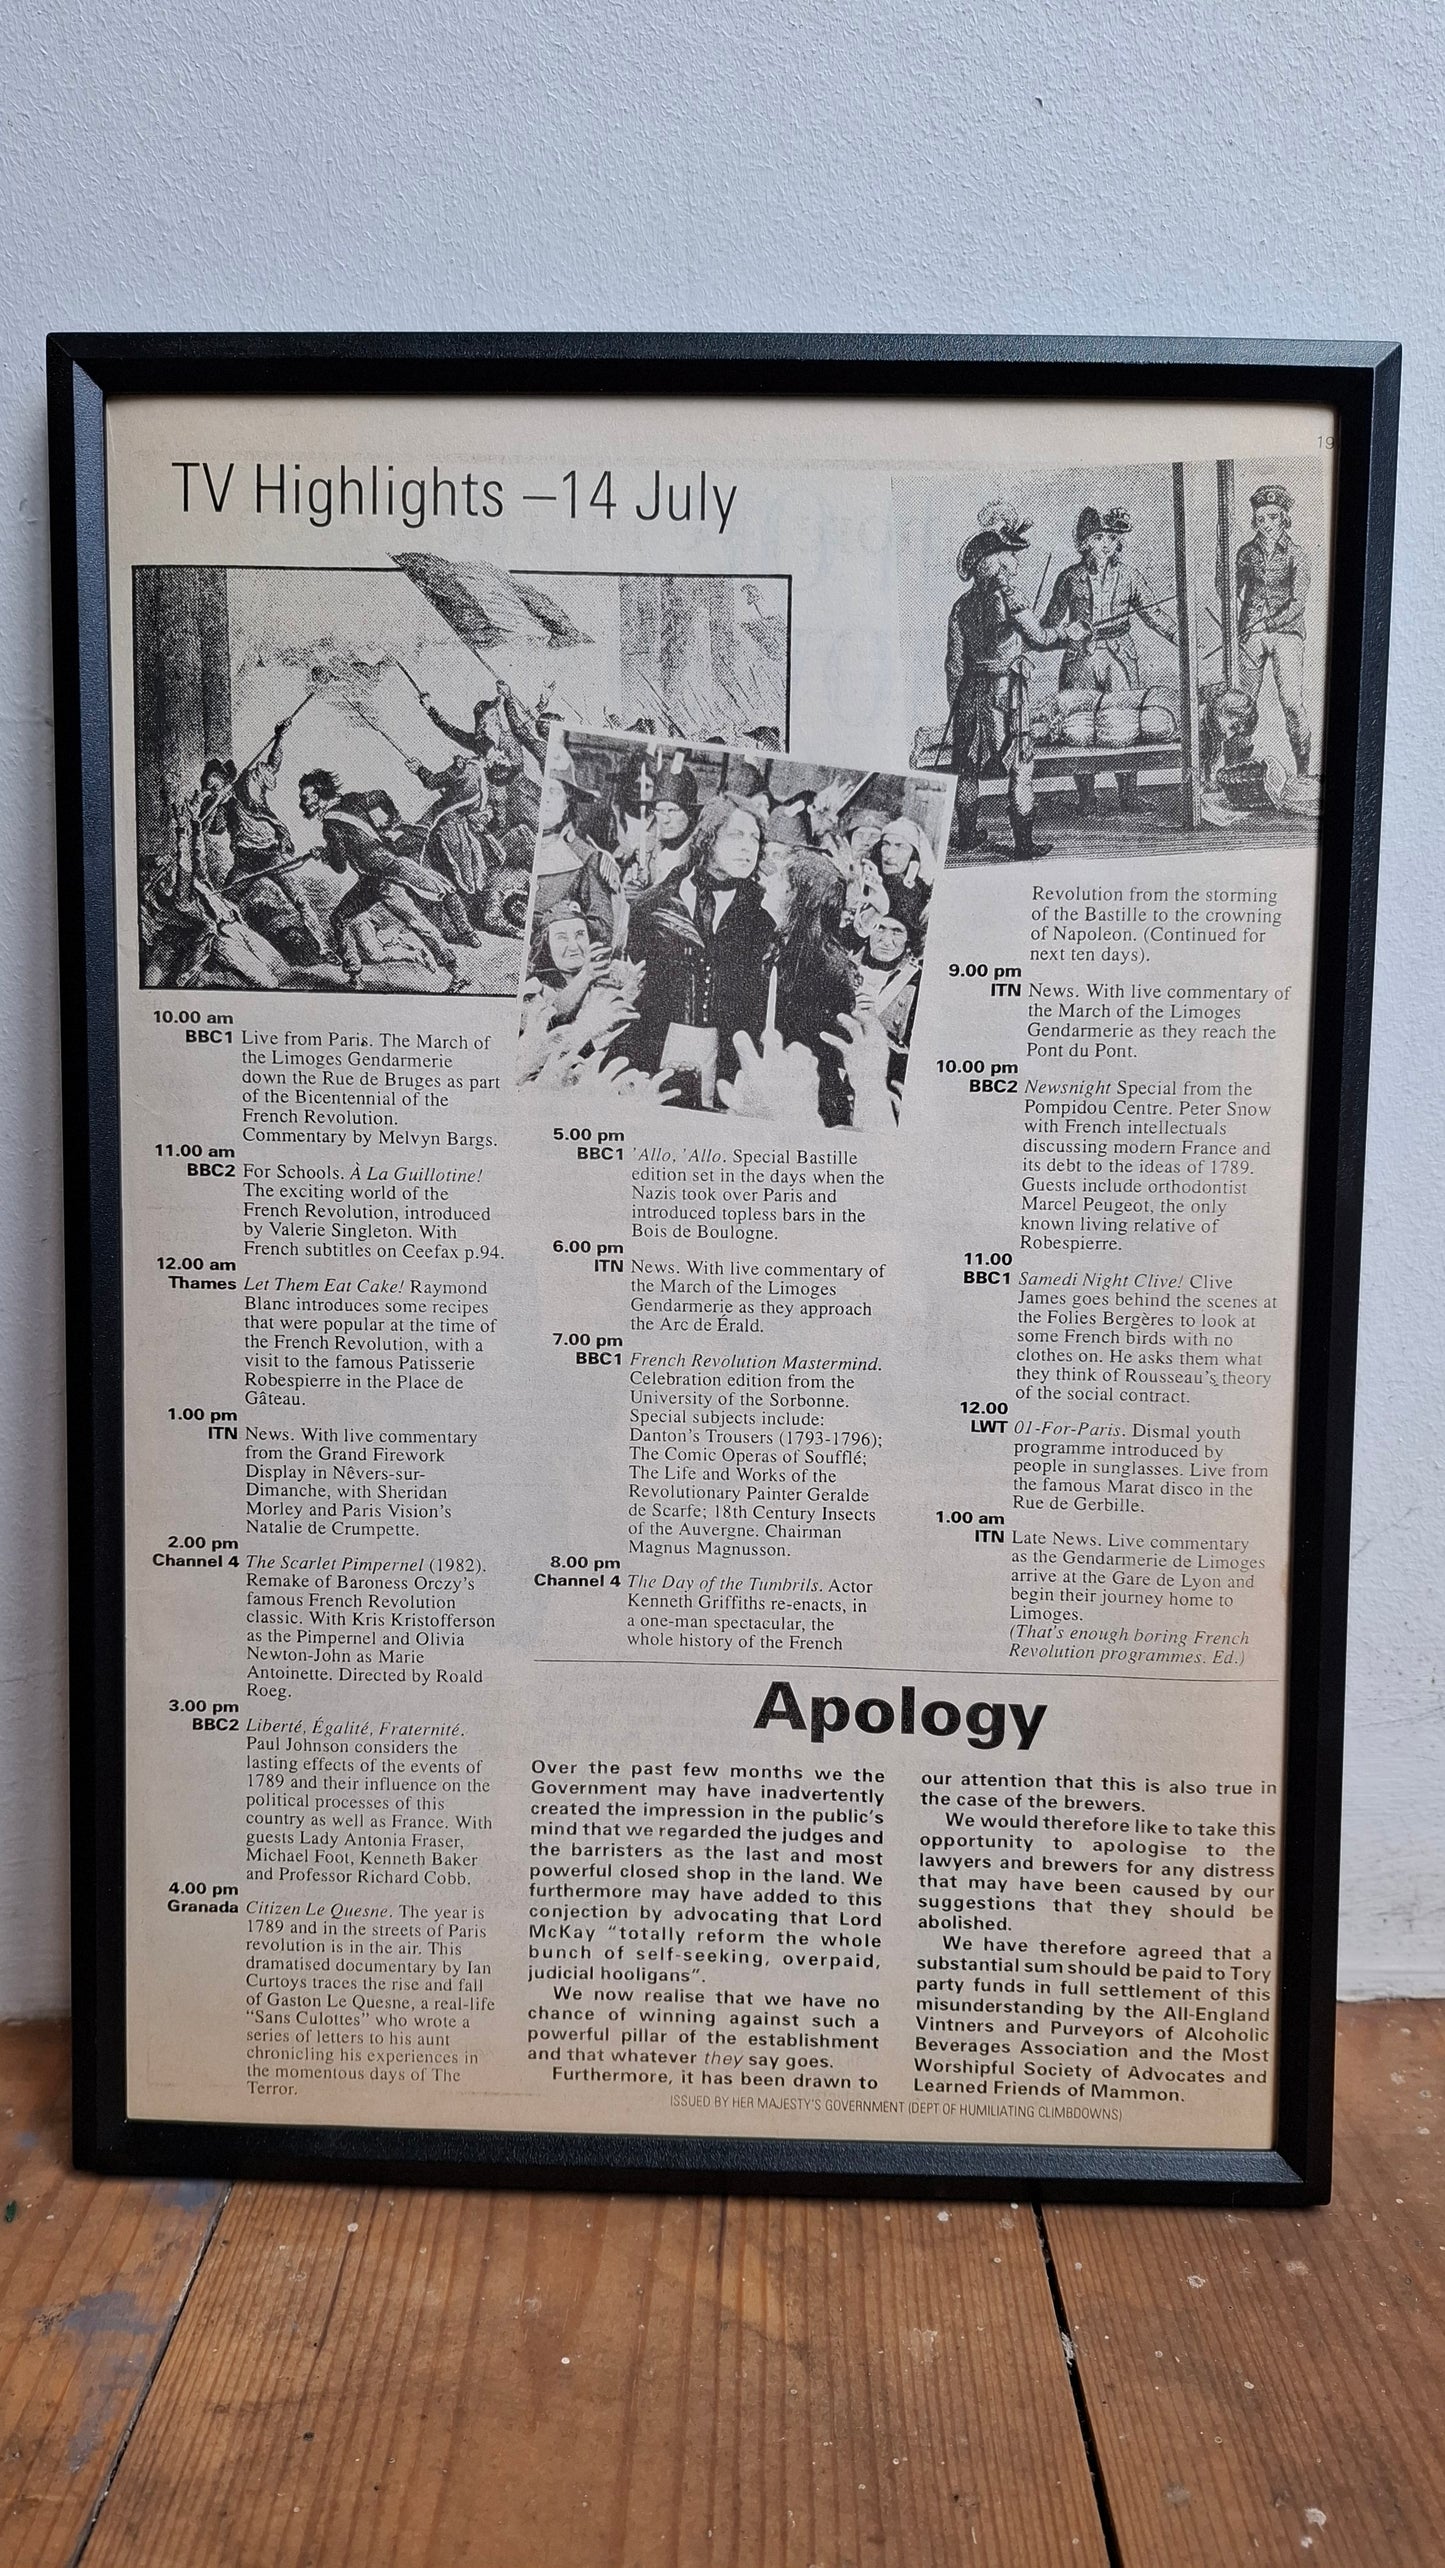 19
TV Highlights –14 July
10.00 am
BBC1 Live from Paris. The March of
the Limoges Gendarmerie
down the Rue de Bruges as part
of the Bicentennial of the
French Revolution.
Commentary by Melvyn Bargs.
11.00 am
BBC2 For Schools. À La Guillotine!
The exciting world of the
French Revolution, introduced
by Valerie Singleton. With
French subtitles on Ceefax p.94.
12.00 am
Thames Let Them Eat Cake! Raymond
Blanc introduces some recipes
that were popular at the time of
the French Revolution, with a
visit to the famous Patisserie
Robespierre in the Place de
Gâteau.
1.00 pm
ITN News. With live commentary
from the Grand Firework
Display in Nêvers-sur-
Dimanche, with Sheridan
Morley and Paris Vision's
Natalie de Crumpette.
2.00 pm
Channel 4 The Scarlet Pimpernel (1982).
Remake of Baroness Orczy's
famous French Revolution
classic. With Kris Kristofferson
as the Pimpernel and Olivia
Newton-John as Marie
Antoinette. Directed by Roald
Roeg.
3.00 pm
BBC2 Liberté, Égalité, Fraternité.
Paul Johnson considers the
lasting effects of the events of
1789 and their influence on the
political processes of this
country as well as France. With
guests Lady Antonia Fraser,
Michael Foot, Kenneth Baker
and Professor Richard Cobb.
4.00 pm
Granada Citizen Le Quesne. The year is
1789 and in the streets of Paris
revolution is in the air. This
dramatised documentary by Ian
Curtoys traces the rise and fall
of Gaston Le Quesne, a real-life
"Sans Culottes" who wrote a
series of letters to his aunt
chronicling his experiences in
the momentous days of The
Terror.
5.00 pm
BBC1 'Allo, 'Allo. Special Bastille
edition set in the days when the
Nazis took over Paris and
introduced topless bars in the
Bois de Boulogne.
6.00 pm
ITN News. With live commentary of
the March of the Limoges
Gendarmerie as they approach
the Arc de Érald.
7.00 pm
BBC1 French Revolution Mastermind.
Celebration edition from the
University of the Sorbonne.
Special subjects include:
Danton's Trousers (1793-1796);
The Comic Operas of Soufflé;
The Life and Works of the
Revolutionary Painter Geralde
de Scarfe; 18th Century Insects
of the Auvergne. Chairman
Magnus Magnusson.
8.00 pm
Channel 4 The Day of the Tumbrils. Actor
Kenneth Griffiths re-enacts, in
a one-man spectacular, the
whole history of the French
Revolution from the storming
of the Bastille to the crowning
of Napoleon. (Continued for
next ten days).
9.00 pm
ITN News. With live commentary of
the March of the Limoges
Gendarmerie as they reach the
Pont du Pont.
10.00 pm
BBC2 Newsnight Special from the
Pompidou Centre. Peter Snow
with French intellectuals
discussing modern France and
its debt to the ideas of 1789.
Guests include orthodontist
Marcel Peugeot, the only
known living relative of
Robespierre.
11.00
BBC1 Samedi Night Clive! Clive
James goes behind the scenes at
the Folies Bergères to look at
some French birds with no
clothes on. He asks them what
they think of Rousseau's theory
of the social contract.
12.00
LWT 01-For-Paris. Dismal youth
programme introduced by
people in sunglasses. Live from
the famous Marat disco in the
Rue de Gerbille.
1.00 am
ITN Late News. Live commentary
as the Gendarmerie de Limoges
arrive at the Gare de Lyon and
begin their journey home to
Limoges.
(That's enough boring French
Revolution programmes. Ed.)
Apology
Over the past few months we the
Government may have inadvertently
created the impression in the public's
mind that we regarded the judges and
the barristers as the last and most
powerful closed shop in the land. We
furthermore may have added to this
conjection by advocating that Lord
McKay "totally reform the whole
bunch of self-seeking, overpaid,
judicial hooligans".
We now realise that we have no
chance of winning against such a
powerful pillar of the establishment
and that whatever they say goes.
Furthermore, it has been drawn to
our attention that this is also true in
the case of the brewers.
We would therefore like to take this
opportunity to apologise to the
lawyers and brewers for any distress
that may have been caused by our
suggestions that they should be
abolished.
We have therefore agreed that a
substantial sum should be paid to Tory
party funds in full settlement of this
misunderstanding by the All-England
Vintners and Purveyors of Alcoholic
Beverages Association and the Most
Worshipful Society of Advocates and
Learned Friends of Mammon.
ISSUED BY HER MAJESTY'S GOVERNMENT (DEPT OF HUMILIATING CLIMBDOWNS)